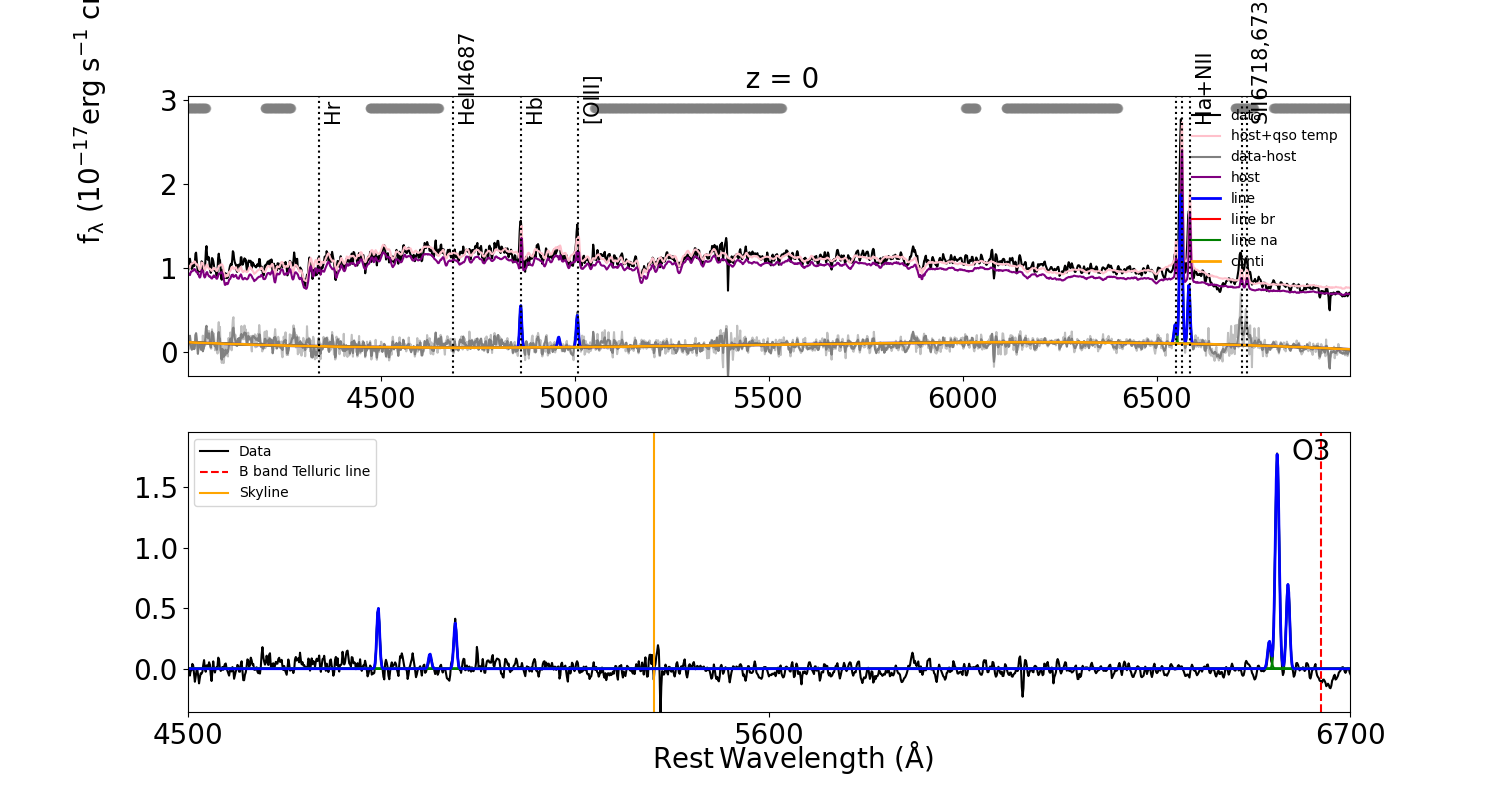 z = 0
f_λ (10^−17 erg s^−1 c
3
2
1
0
Hr
HeII4687
Hb
[OIII]
Ha+NII
SII6718,673
data
host+qso temp
data-host
host
line
line br
line na
conti
4500
5000
5500
6000
6500
Data
B band Telluric line
Skyline
O3
1.5
1.0
0.5
0.0
4500
5600
6700
Rest Wavelength (Å)